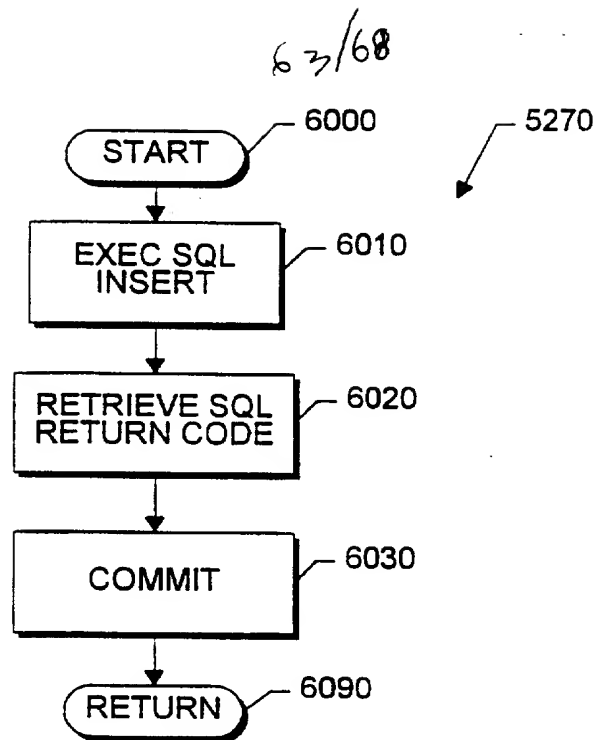 63/68
6000
5270
START
6010
EXEC SQL
INSERT
6020
RETRIEVE SQL
RETURN CODE
6030
COMMIT
6090
RETURN